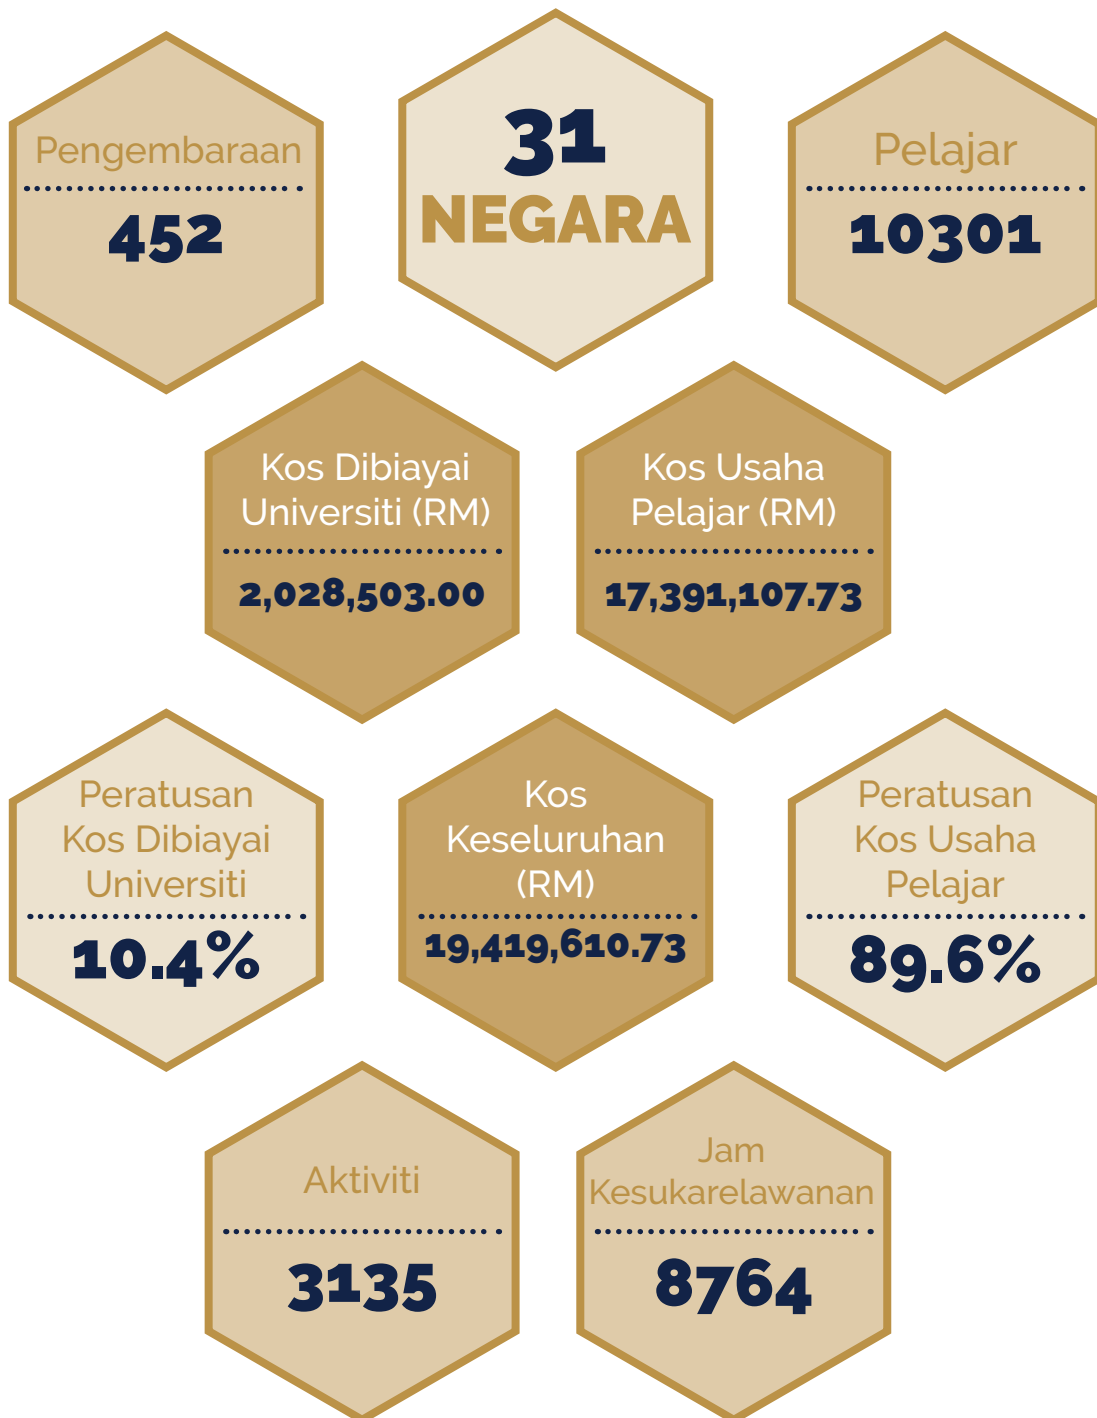 Pengembaraan
452
31
NEGARA
Pelajar
10301
Kos Dibiayai
Universiti (RM)
2,028,503.00
Kos Usaha
Pelajar (RM)
17,391,107.73
Peratusan
Kos Dibiayai
Universiti
10.4%
Kos
Keseluruhan
(RM)
19,419,610.73
Peratusan
Kos Usaha
Pelajar
89.6%
Aktiviti
3135
Jam
Kesukarelawanan
8764